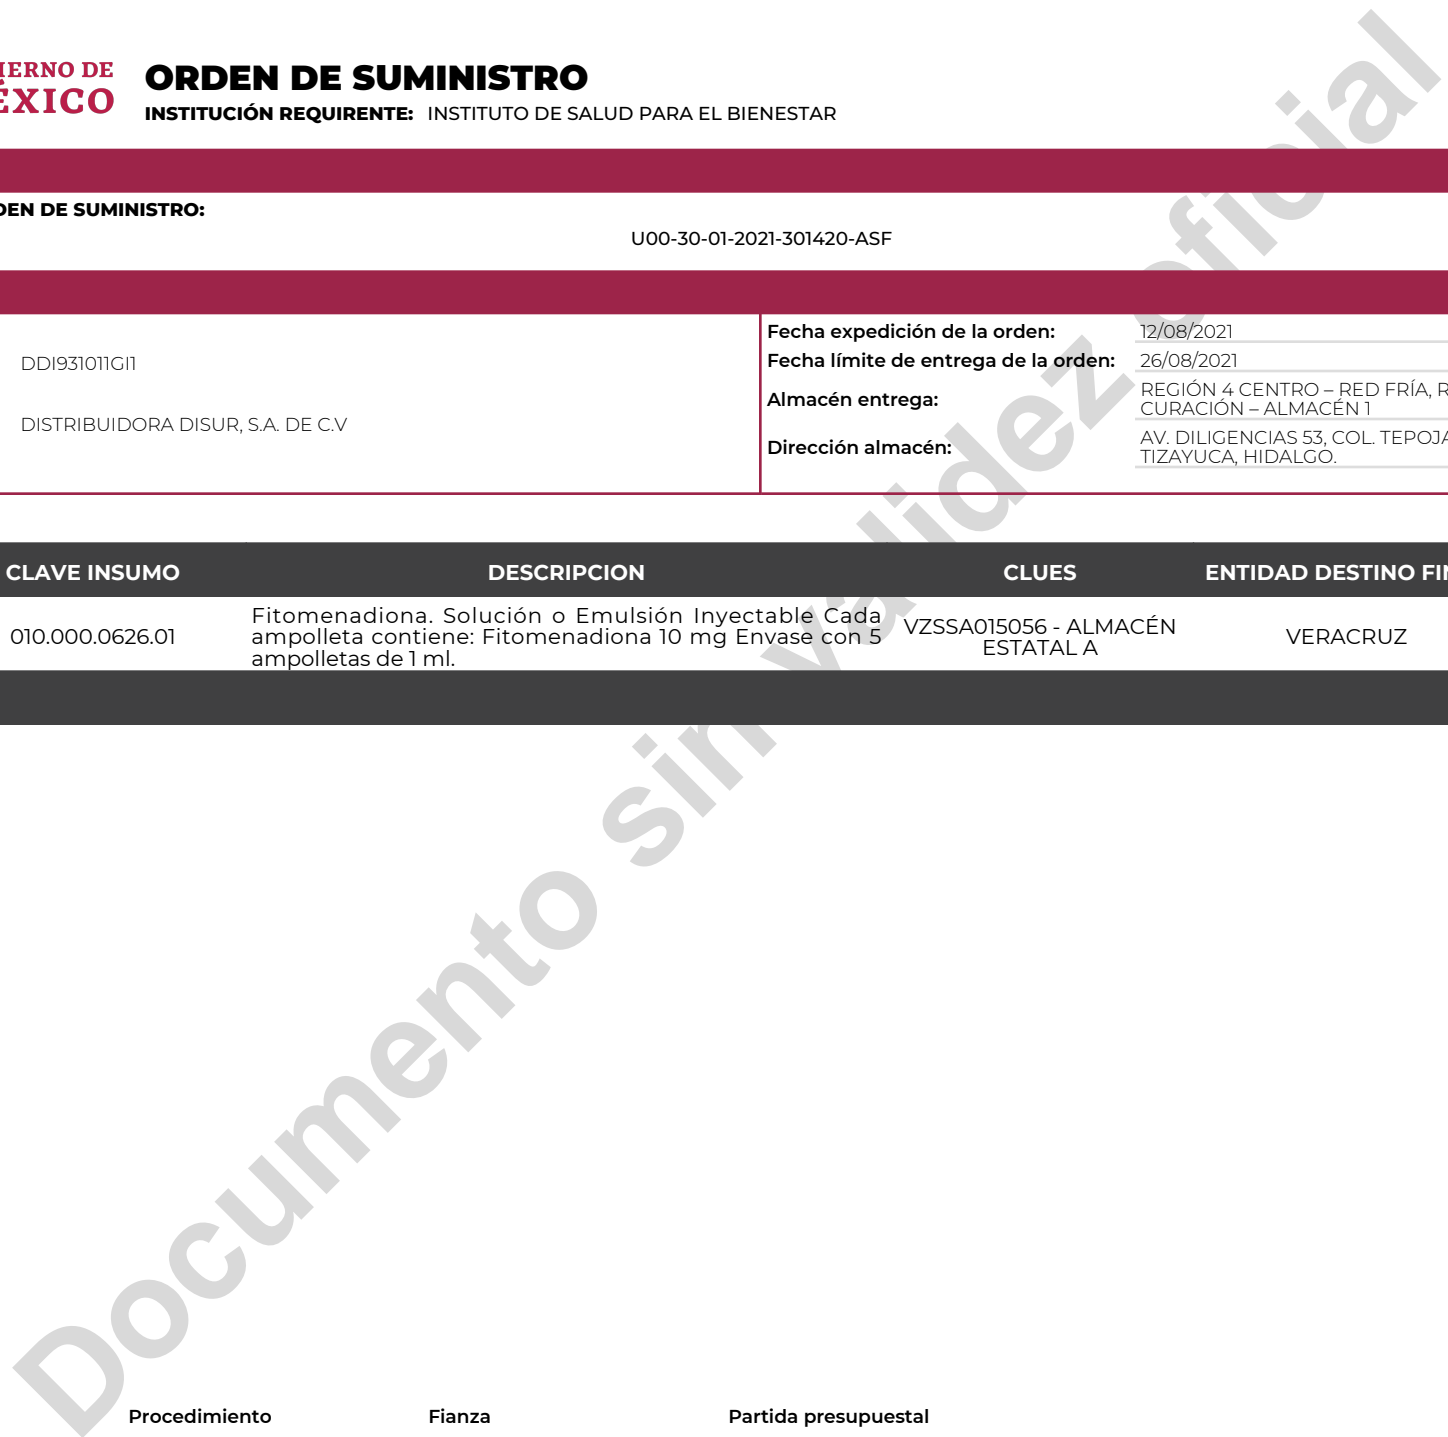 IERNO DE
ÉXICO
ORDEN DE SUMINISTRO
INSTITUCIÓN REQUIRENTE: INSTITUTO DE SALUD PARA EL BIENESTAR
DEN DE SUMINISTRO:
U00-30-01-2021-301420-ASF
DDI931011GI1
DISTRIBUIDORA DISUR, S.A. DE C.V
Fecha expedición de la orden: 12/08/2021
Fecha límite de entrega de la orden: 26/08/2021
Almacén entrega: REGIÓN 4 CENTRO – RED FRÍA, R
CURACIÓN – ALMACÉN 1
Dirección almacén: AV. DILIGENCIAS 53, COL. TEPOJA
TIZAYUCA, HIDALGO.
CLAVE INSUMO DESCRIPCION CLUES ENTIDAD DESTINO FIN
010.000.0626.01
Fitomenadiona. Solución o Emulsión Inyectable Cada
ampolleta contiene: Fitomenadiona 10 mg Envase con 5
ampolletas de 1 ml.
VZSSA015056 - ALMACÉN
ESTATAL A
VERACRUZ
Documento sin validez oficial
Procedimiento Fianza Partida presupuestal